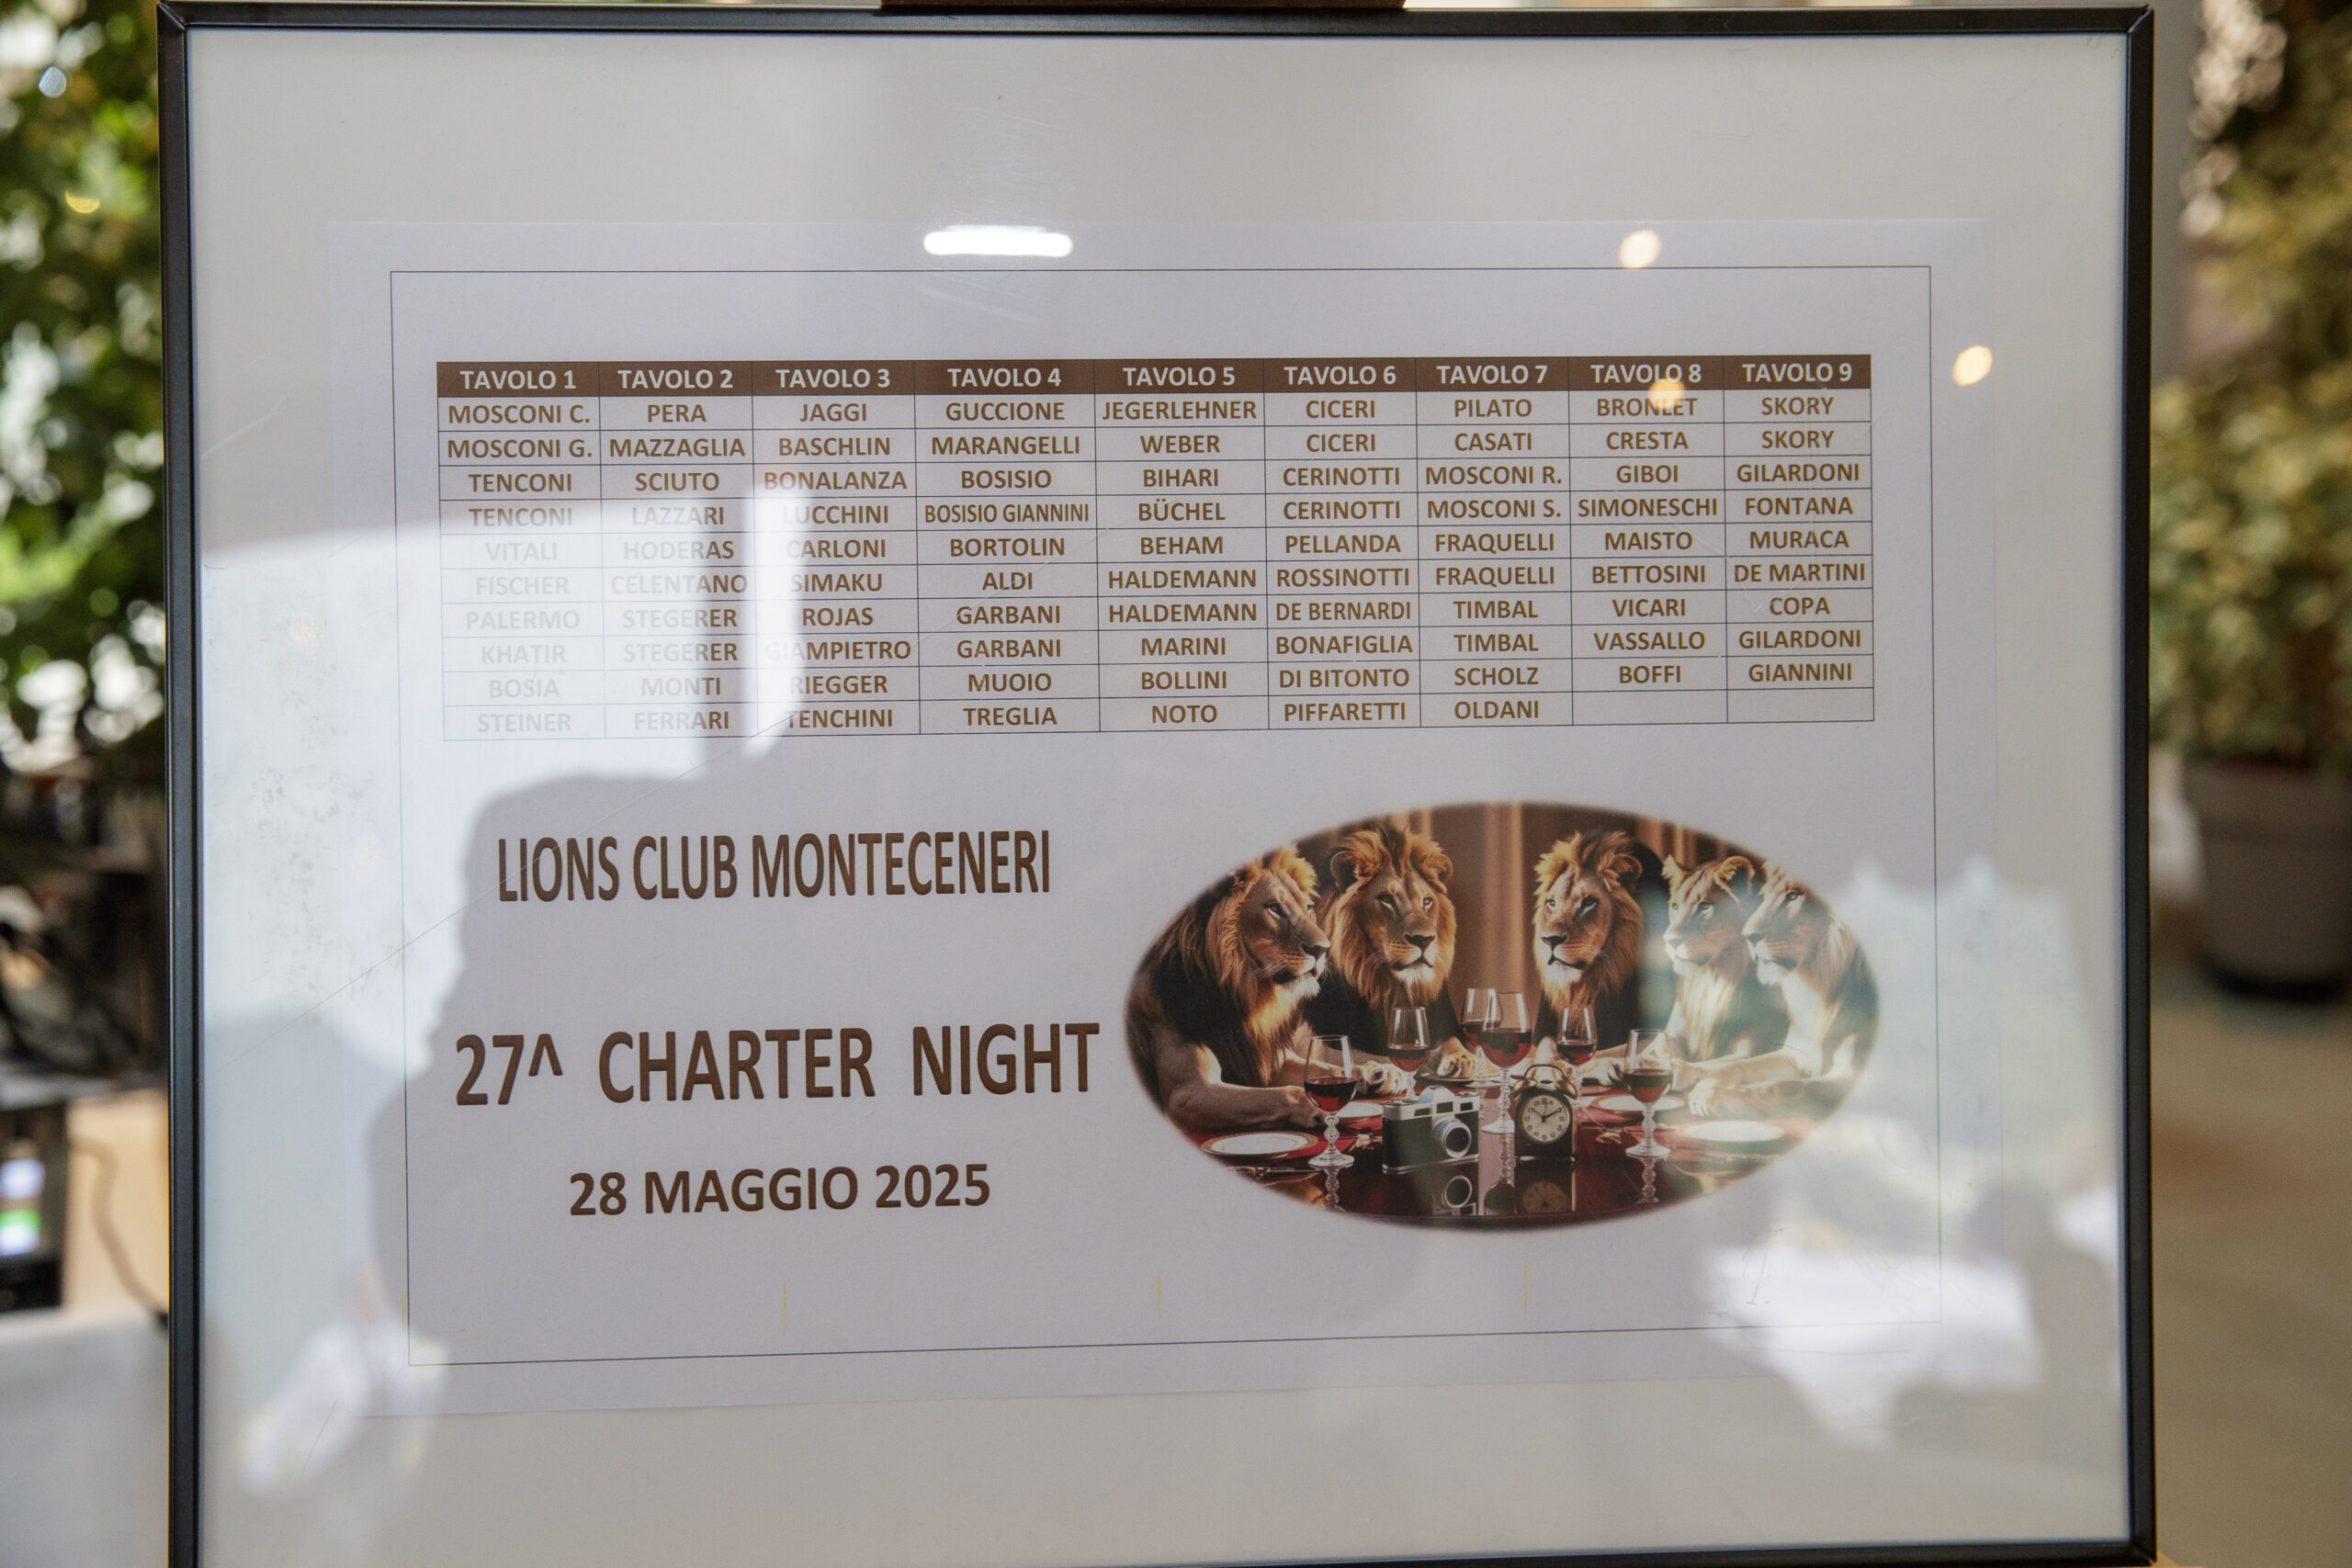 TAVOLO 1 TAVOLO 2 TAVOLO 3 TAVOLO 4 TAVOLO 5 TAVOLO 6 TAVOLO 7 TAVOLO 8 TAVOLO 9
MOSCONI C. PERA JAGGI GUCCIONE JEGERLEHNER CICERI PILATO BRONLET SKORY
MOSCONI G. MAZZAGLIA BASCHLIN MARANGELLI WEBER CICERI CASATI CRESTA SKORY
TENCONI SCIUTO BONALANZA BOSISIO BIHARI CERINOTTI MOSCONI R. GIBOI GILARDONI
TENCONI LAZZARI LUCCHINI BOSISIO GIANNINI BÜCHEL CERINOTTI MOSCONI S. SIMONESCHI FONTANA
VITALI HODERAS CARLONI BORTOLIN BEHAM PELLANDA FRAQUELLI MAISTO MURACA
FISCHER CELENTANO SIMAKU ALDI HALDEMANN ROSSINOTTI FRAQUELLI BETTOSINI DE MARTINI
PALERMO STEGERER ROJAS GARBANI HALDEMANN DE BERNARDI TIMBAL VICARI COPA
KHATIR STEGERER GIAMPIETRO GARBANI MARINI BONAFIGLIA TIMBAL VASSALLO GILARDONI
BOSIA MONTI RIEGGER MUOIO BOLLINI DI BITONTO SCHOLZ BOFFI GIANNINI
STEINER FERRARI TENCHINI TREGLIA NOTO PIFFARETTI OLDANI
LIONS CLUB MONTECENERI
27^ CHARTER NIGHT
28 MAGGIO 2025